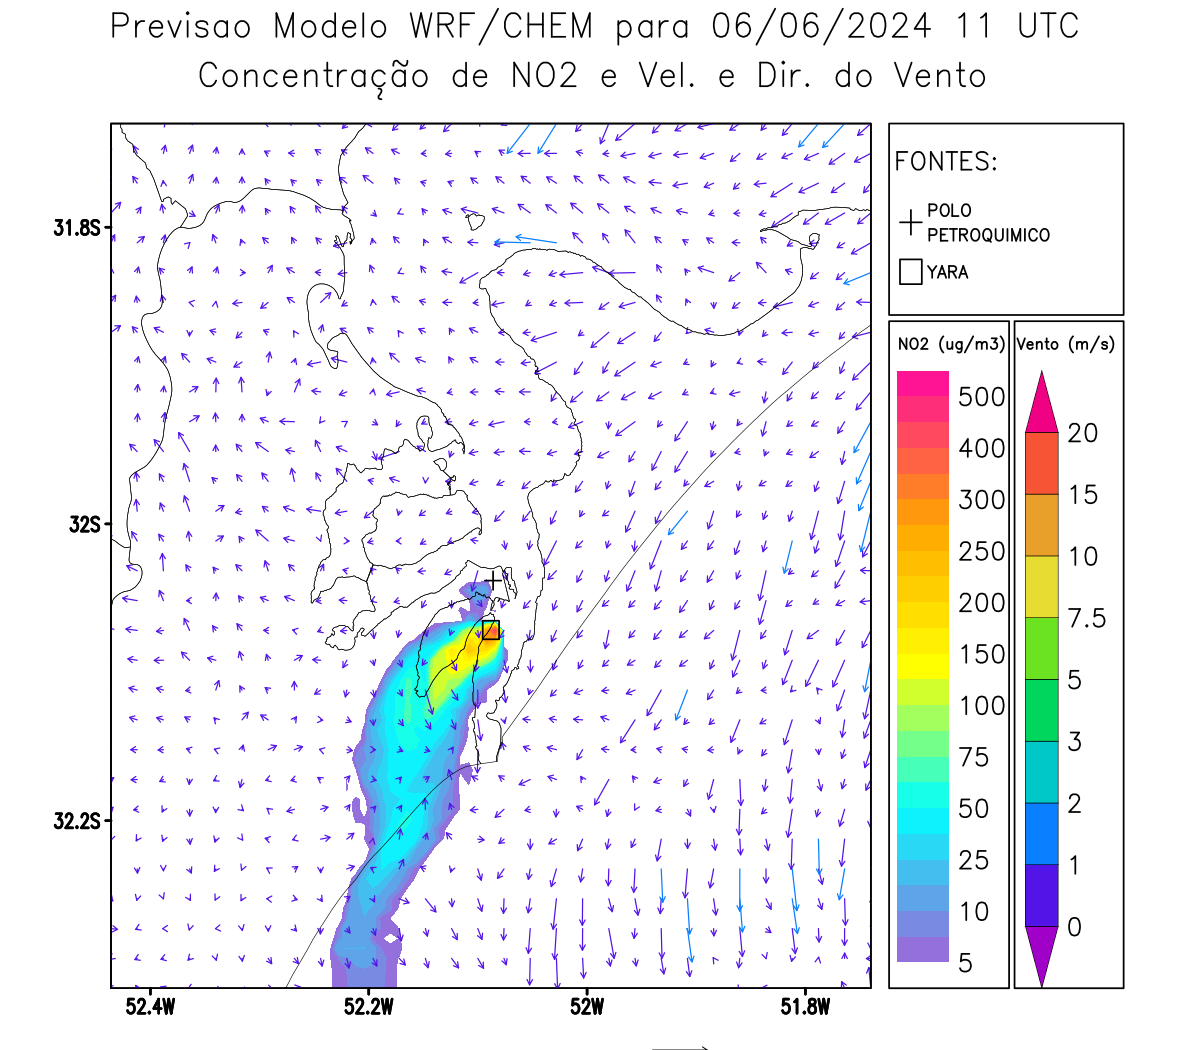 Previsao Modelo WRF/CHEM para 06/06/2024 11 UTC
Concentração de NO2 e Vel. e Dir. do Vento
FONTES:
POLO
PETROQUIMICO
YARA
NO2 (ug/m3)
500
400
300
250
200
150
100
75
50
25
10
5
Vento (m/s)
20
15
10
7.5
5
3
2
1
0
31.8S
32S
32.2S
52.4W 52.2W 52W 51.8W